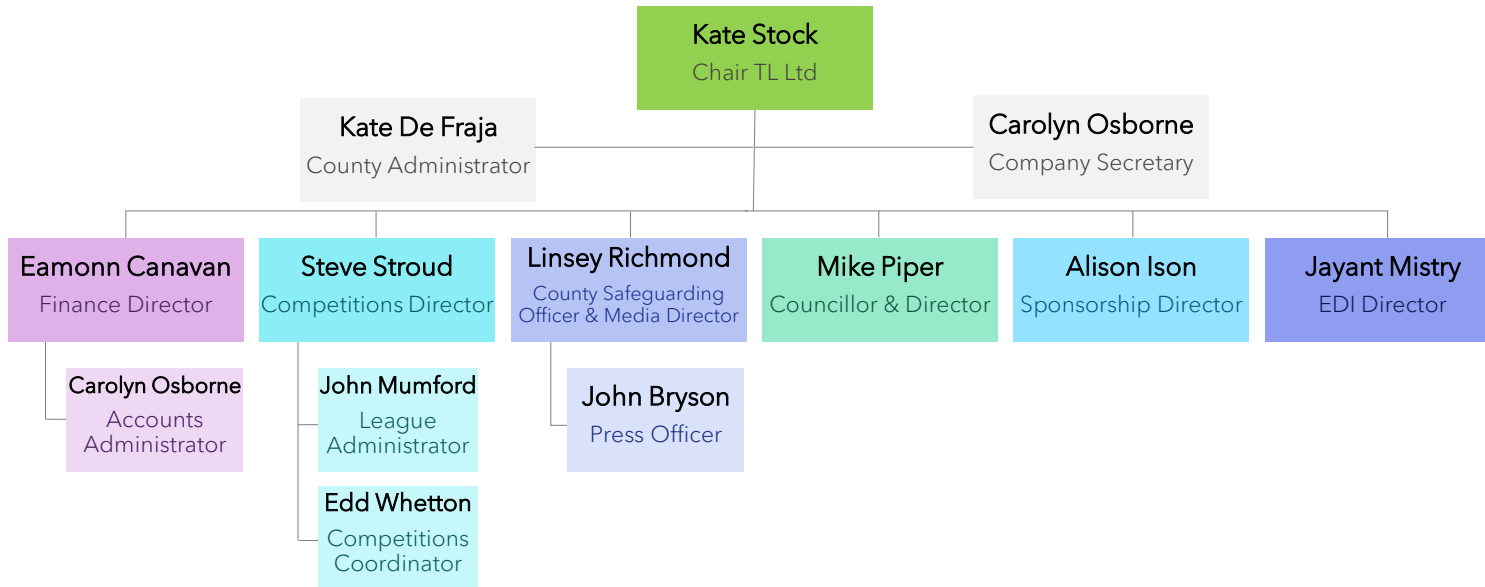 Kate Stock
Chair TL Ltd
Kate De Fraja
County Administrator
Carolyn Osborne
Company Secretary
Eamonn Canavan
Finance Director
Steve Stroud
Competitions Director
Linsey Richmond
County Safeguarding
Officer & Media Director
Mike Piper
Councillor & Director
Alison Ison
Sponsorship Director
Jayant Mistry
EDI Director
Carolyn Osborne
Accounts
Administrator
John Mumford
League
Administrator
John Bryson
Press Officer
Edd Whetton
Competitions
Coordinator